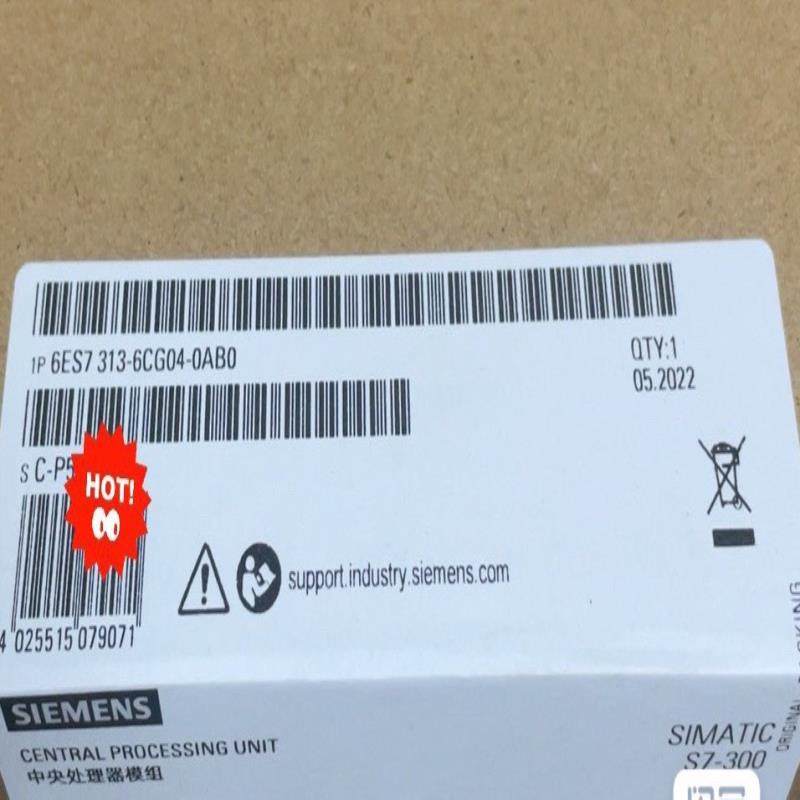 1P 6ES7 313-6CG04-0AB0
QTY:1
05.2022
S C-P5
HOT!
support.industry.siemens.com
4 025515 079071
SIEMENS
CENTRAL PROCESSING UNIT
中央处理器模组
SIMATIC
S7-300
ORIGINAL